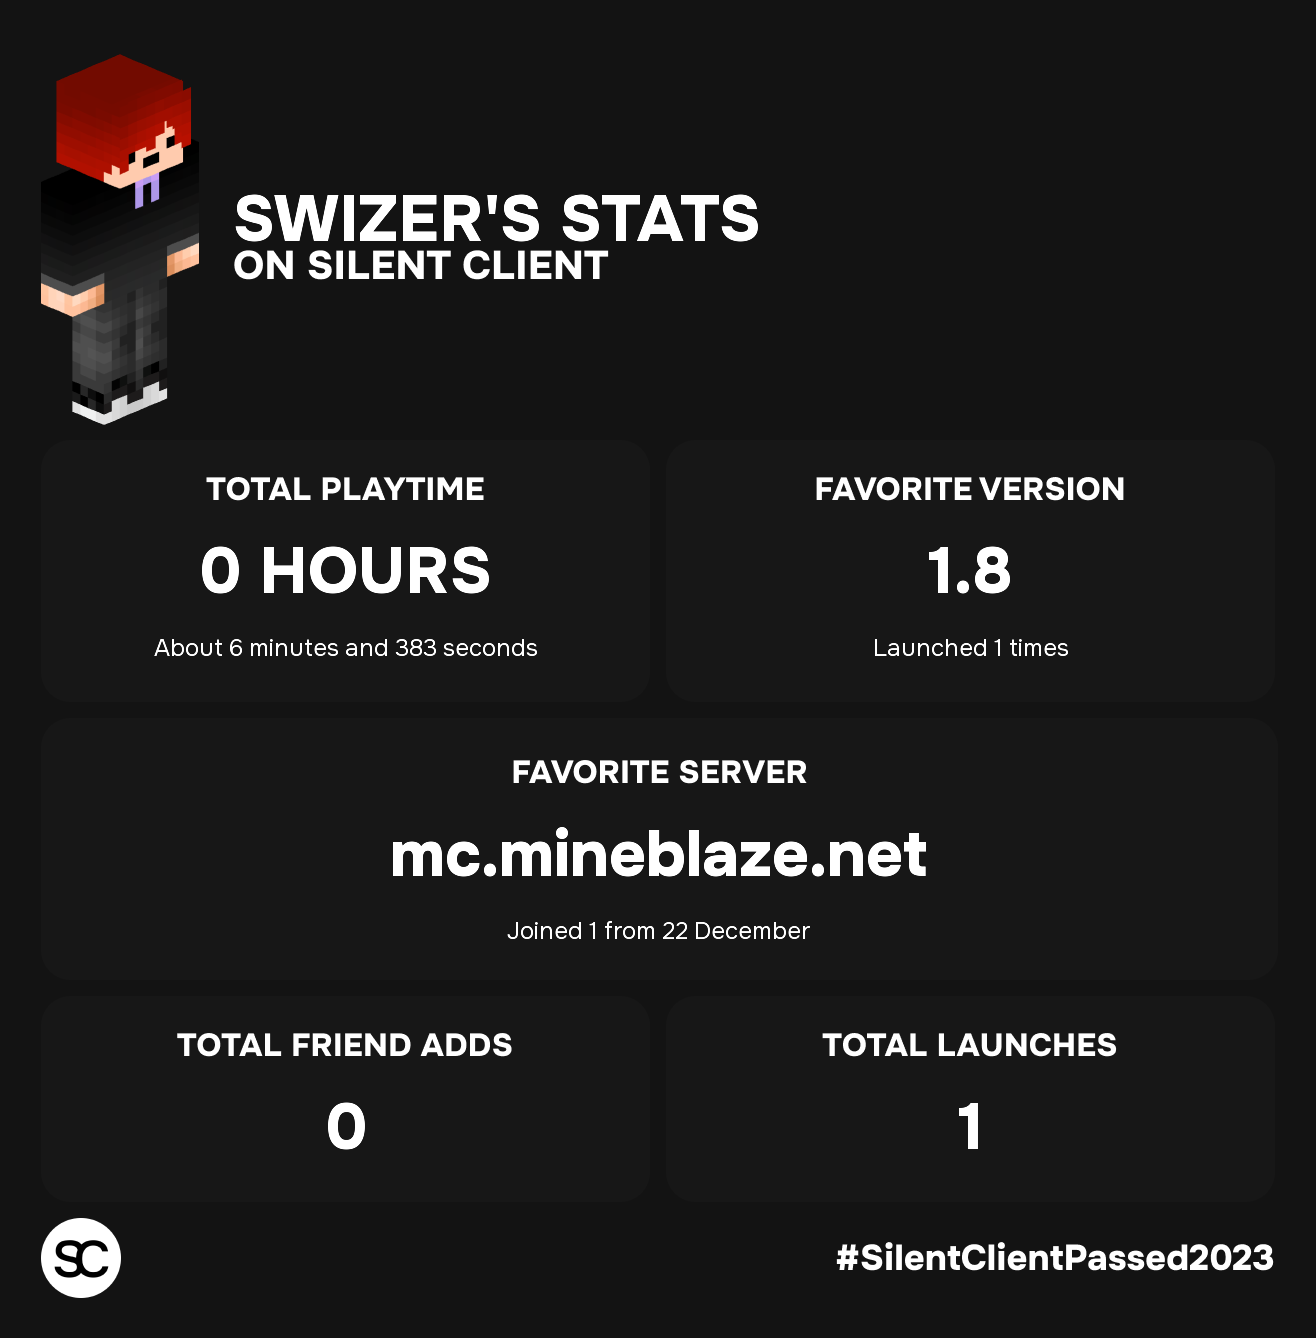 SWIZER'S STATS
ON SILENT CLIENT
TOTAL PLAYTIME
0 HOURS
About 6 minutes and 383 seconds
FAVORITE VERSION
1.8
Launched 1 times
FAVORITE SERVER
mc.mineblaze.net
Joined 1 from 22 December
TOTAL FRIEND ADDS
0
TOTAL LAUNCHES
1
SC
#SilentClientPassed2023